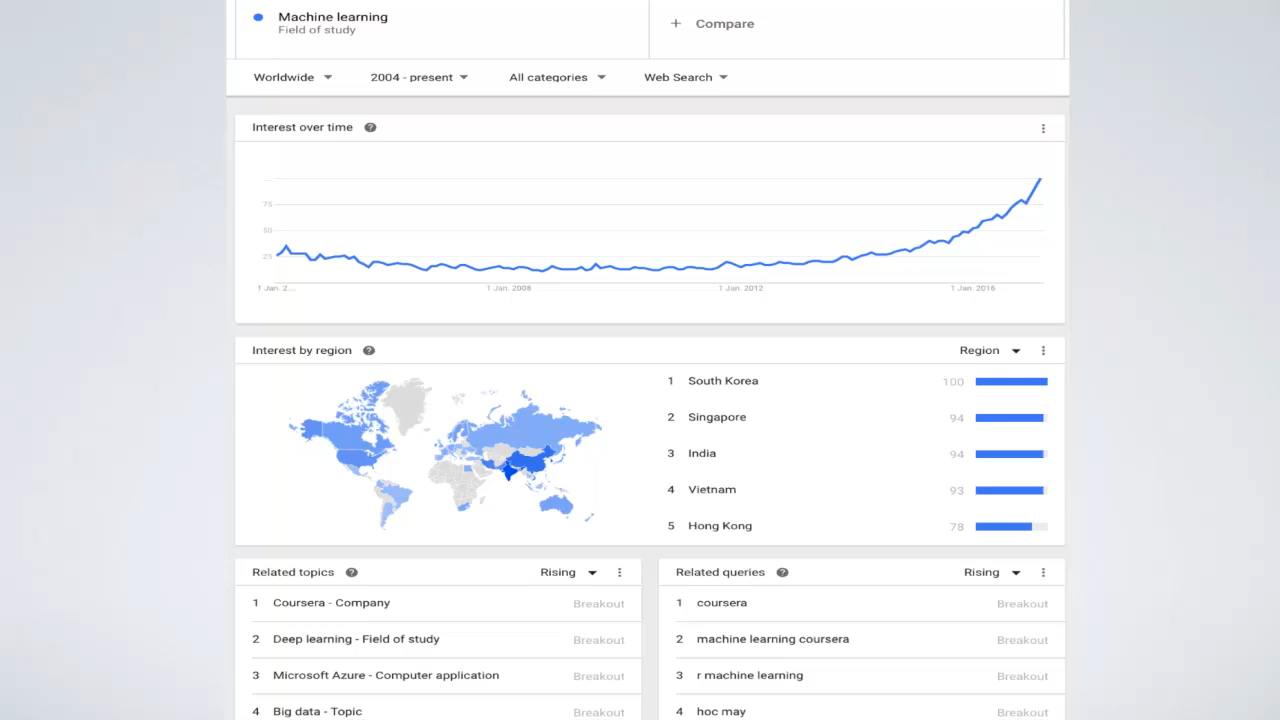 Machine learning
Field of study
+ Compare
Worldwide
2004 - present
All categories
Web Search
Interest over time
75
50
25
1 Jan. 2...
1 Jan. 2008
1 Jan. 2012
1 Jan. 2016
Interest by region
Region
1 South Korea 100
2 Singapore 94
3 India 94
4 Vietnam 93
5 Hong Kong 78
Related topics
Rising
1 Coursera - Company Breakout
2 Deep learning - Field of study Breakout
3 Microsoft Azure - Computer application Breakout
4 Big data - Topic Breakout
Related queries
Rising
1 coursera Breakout
2 machine learning coursera Breakout
3 r machine learning Breakout
4 hoc may Breakout